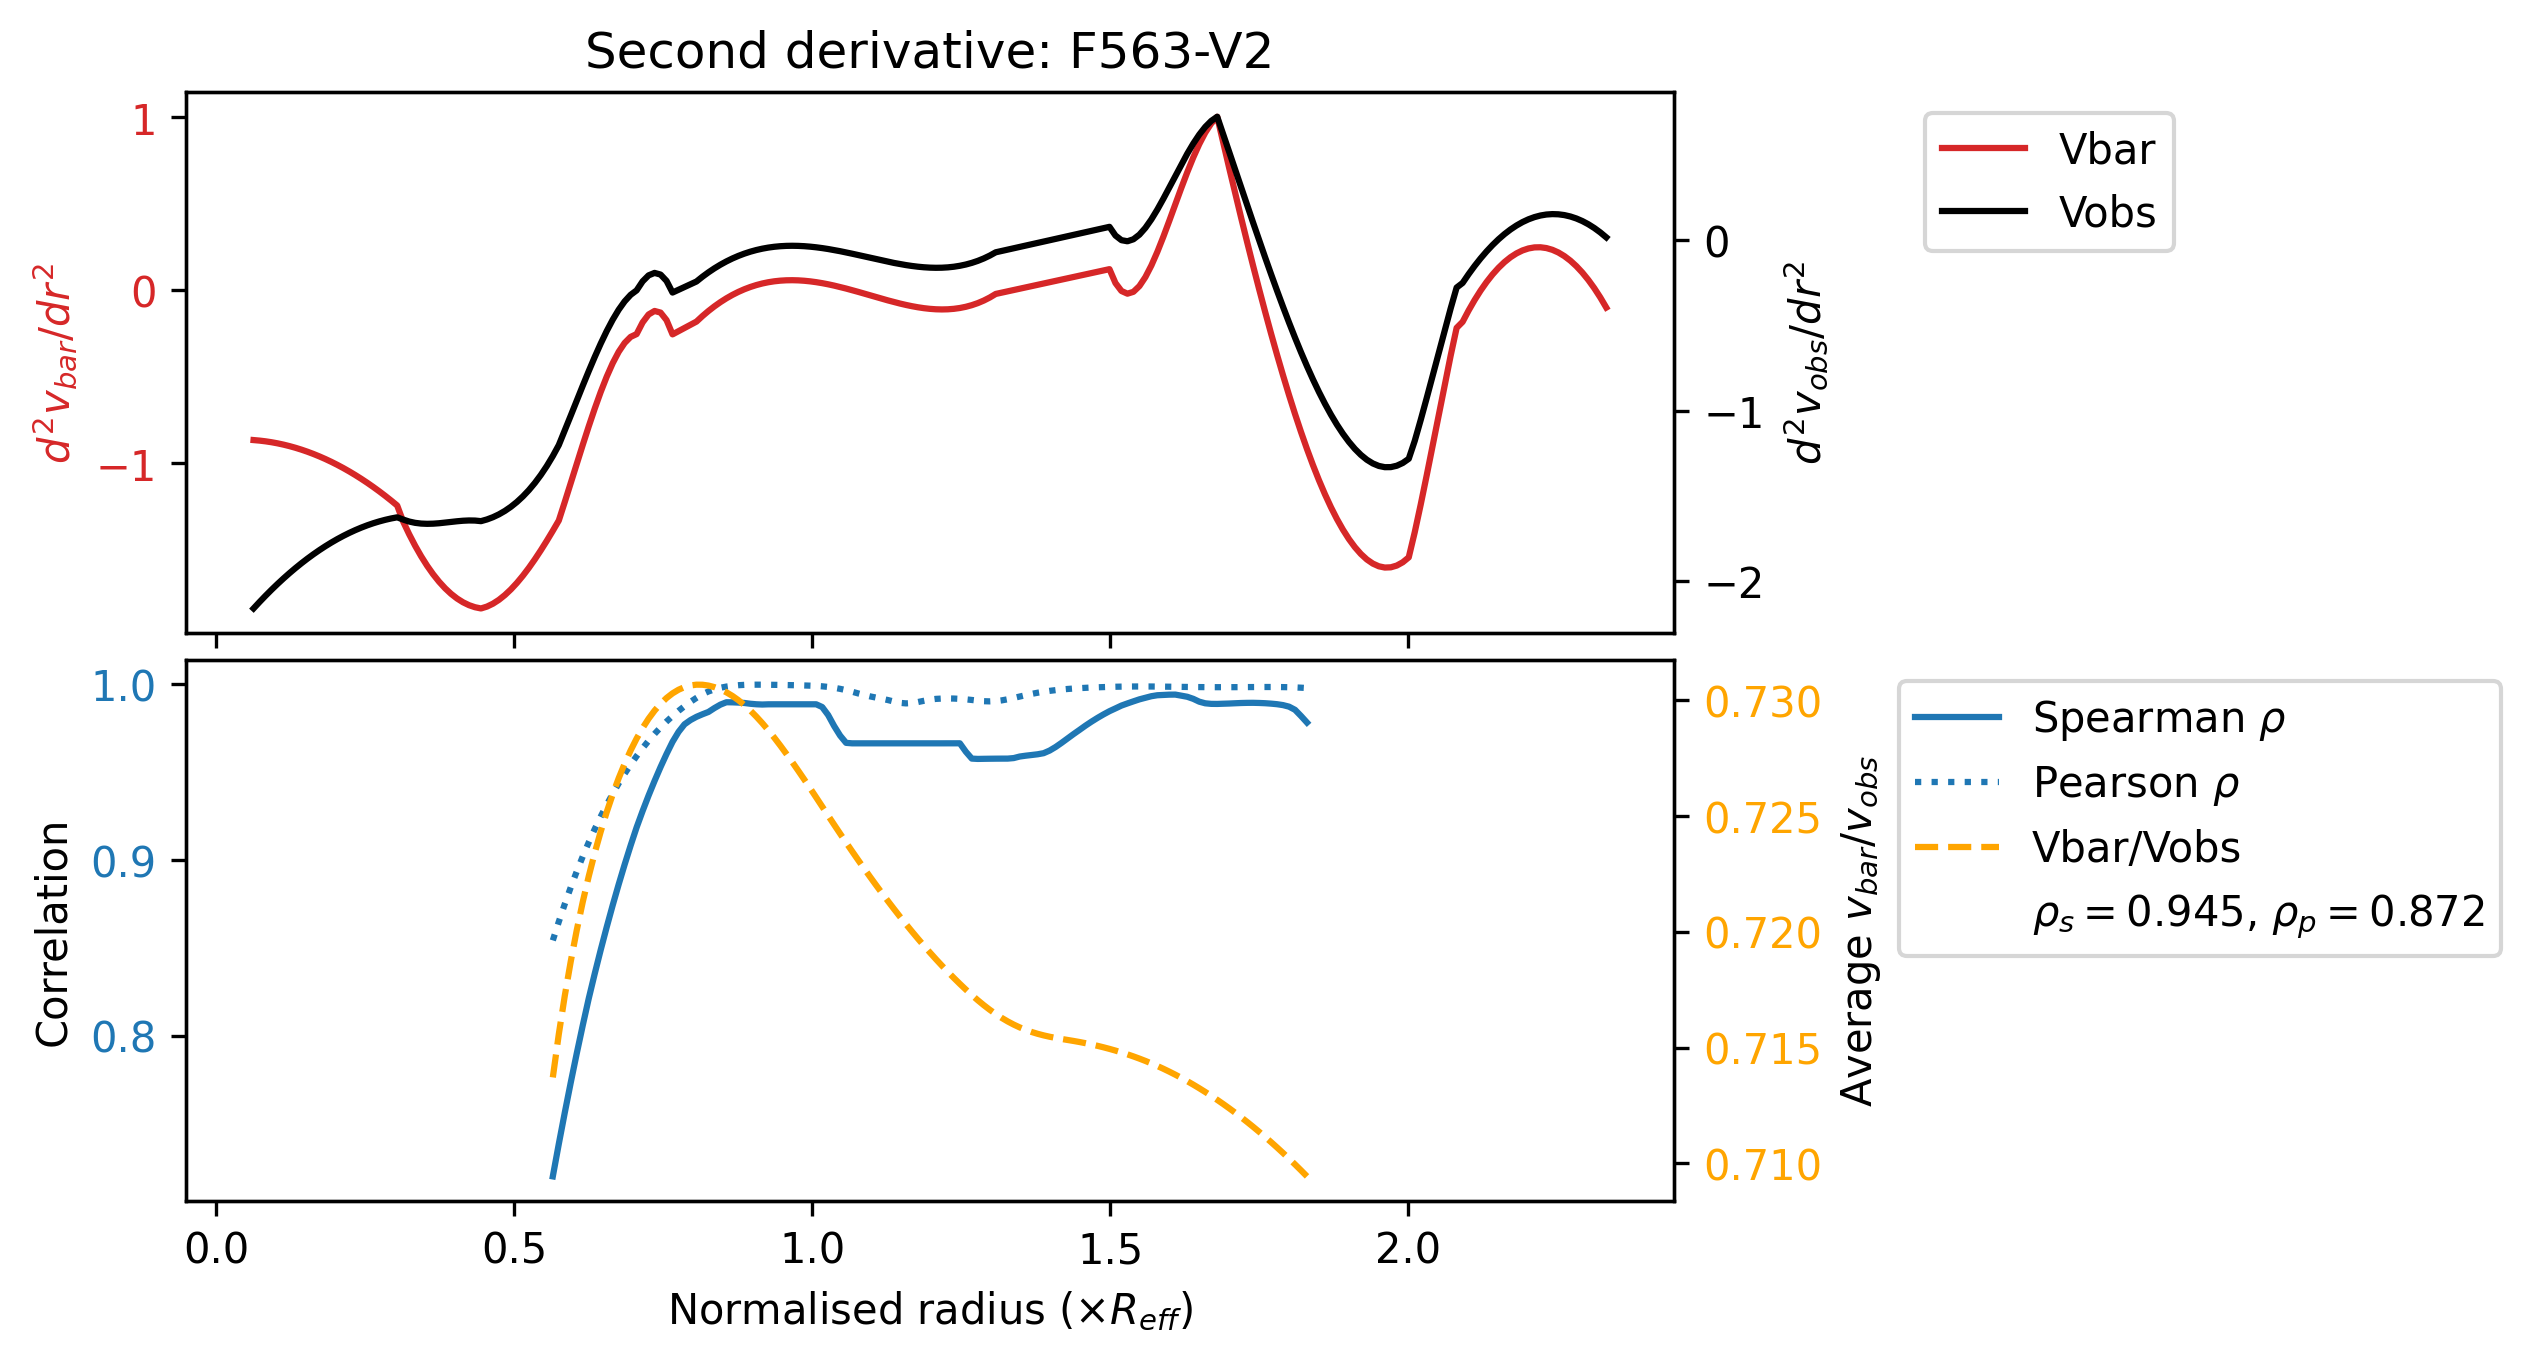 Second derivative: F563-V2
1
0
−1
d²v_bar/dr²
0
−1
−2
d²v_obs/dr²
Vbar
Vobs
1.0
0.9
0.8
Correlation
0.730
0.725
0.720
0.715
0.710
Average v_bar/v_obs
Spearman ρ
Pearson ρ
Vbar/Vobs
ρ_s = 0.945, ρ_p = 0.872
0.0 0.5 1.0 1.5 2.0
Normalised radius (×R_eff)